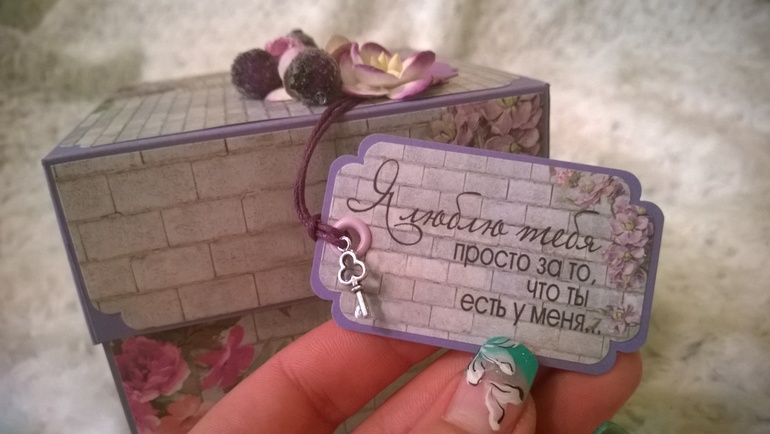 Я люблю тебя
просто за то,
что ты
есть у меня...